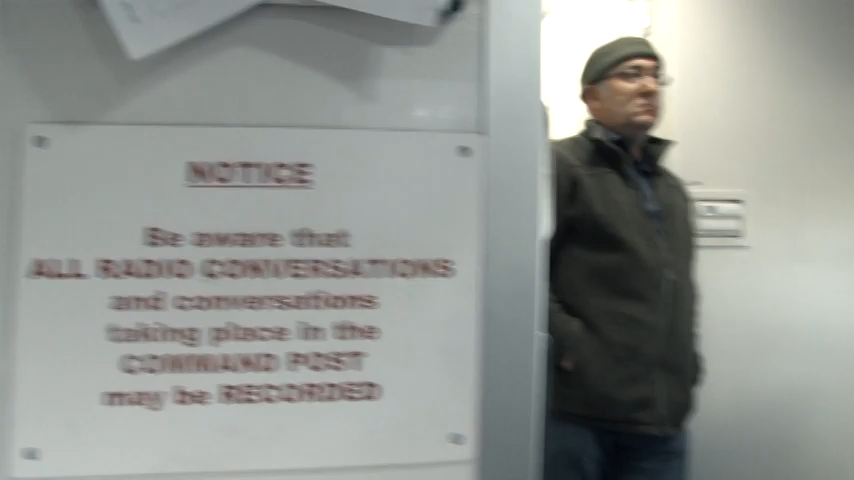 NOTICE
Be aware that
ALL RADIO CONVERSATIONS
and conversations
taking place in the
COMMAND POST
may be RECORDED